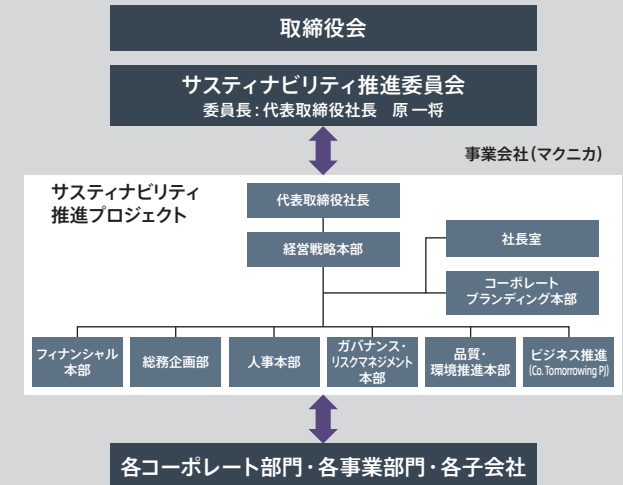 取締役会
サスティナビリティ推進委員会
委員長：代表取締役社長　原 一将
事業会社（マクニカ）
サスティナビリティ
推進プロジェクト
代表取締役社長
経営戦略本部
社長室
コーポレート
ブランディング本部
フィナンシャル
本部
総務企画部
人事本部
ガバナンス・
リスクマネジメント
本部
品質・
環境推進本部
ビジネス推進
(Co. Tomorrowing PJ)
各コーポレート部門・各事業部門・各子会社